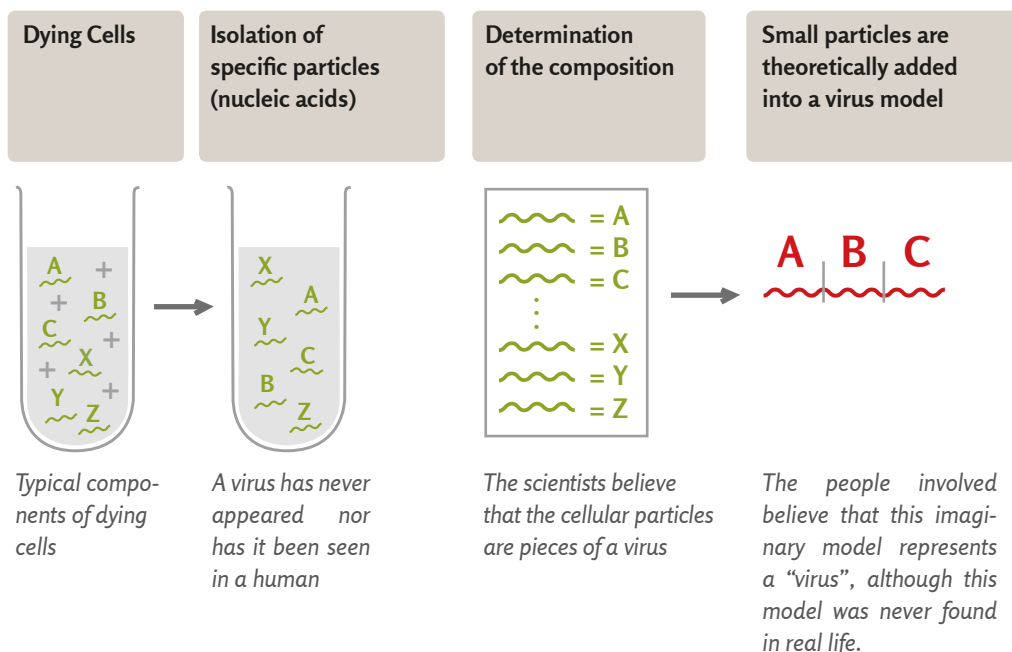 Dying Cells
Isolation of
specific particles
(nucleic acids)
Determination
of the composition
Small particles are
theoretically added
into a virus model
A
B
C
X
Y
Z
X
A
Y
C
B
Z
= A
= B
= C
= X
= Y
= Z
A B C
Typical compo-
nents of dying
cells
A virus has never
appeared nor
has it been seen
in a human
The scientists believe
that the cellular particles
are pieces of a virus
The people involved
believe that this imagi-
nary model represents
a “virus”, although this
model was never found
in real life.